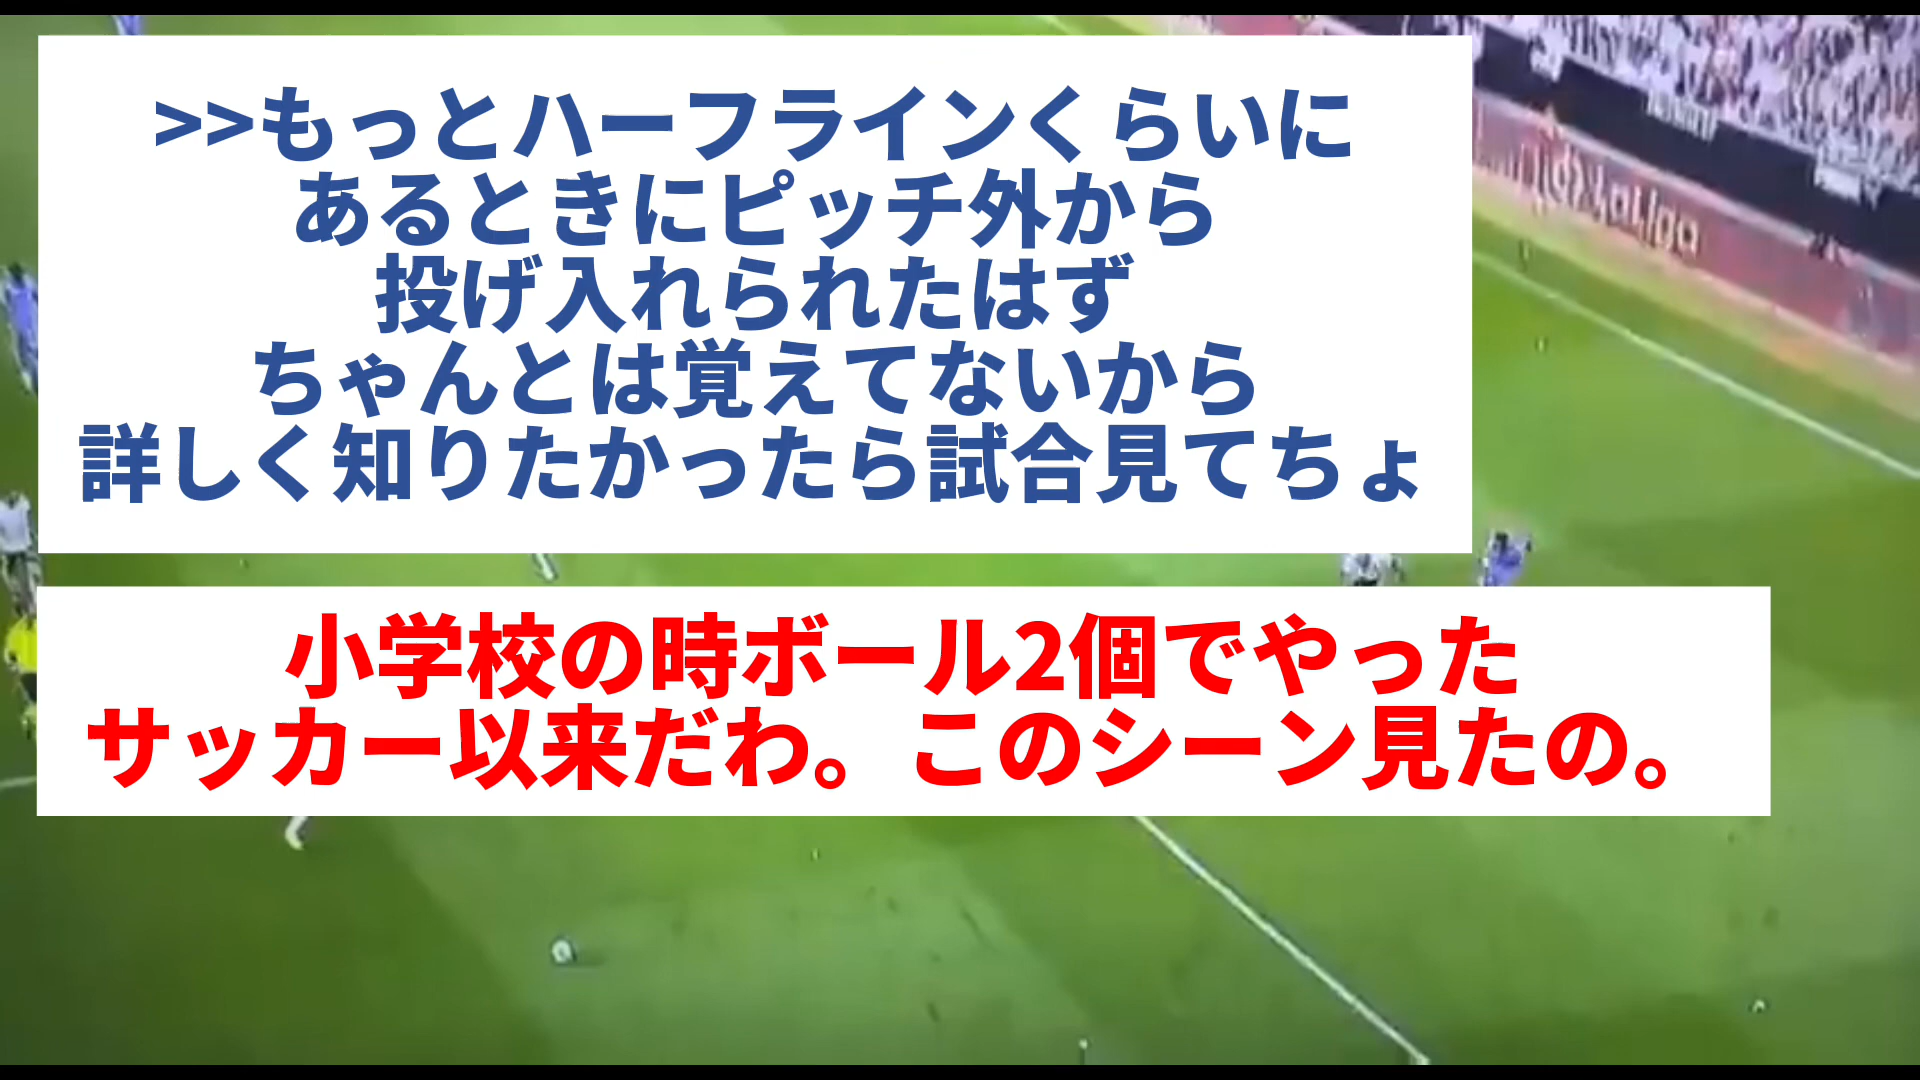 >>もっとハーフラインくらいに
あるときにピッチ外から
投げ入れられたはず
ちゃんとは覚えてないから
詳しく知りたかったら試合見てちょ
小学校の時ボール2個でやった
サッカー以来だわ。このシーン見たの。
LaLiga